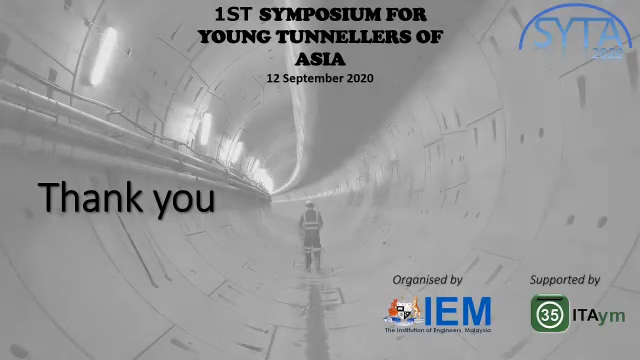 1ST SYMPOSIUM FOR
YOUNG TUNNELLERS OF
ASIA
12 September 2020
SYTA
2020
Thank you
Organised by
IEM
The Institution of Engineers, Malaysia
Supported by
35 ITAym